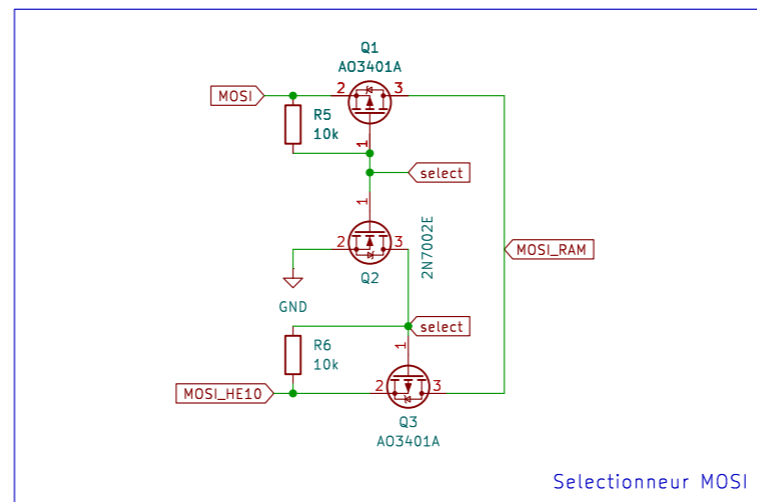 Q1
AO3401A
MOSI
2
3
R5
10k
1
select
1
2
3
2N7002E
Q2
MOSI_RAM
GND
select
R6
10k
1
MOSI_HE10
2
3
Q3
AO3401A
Selectionneur MOSI